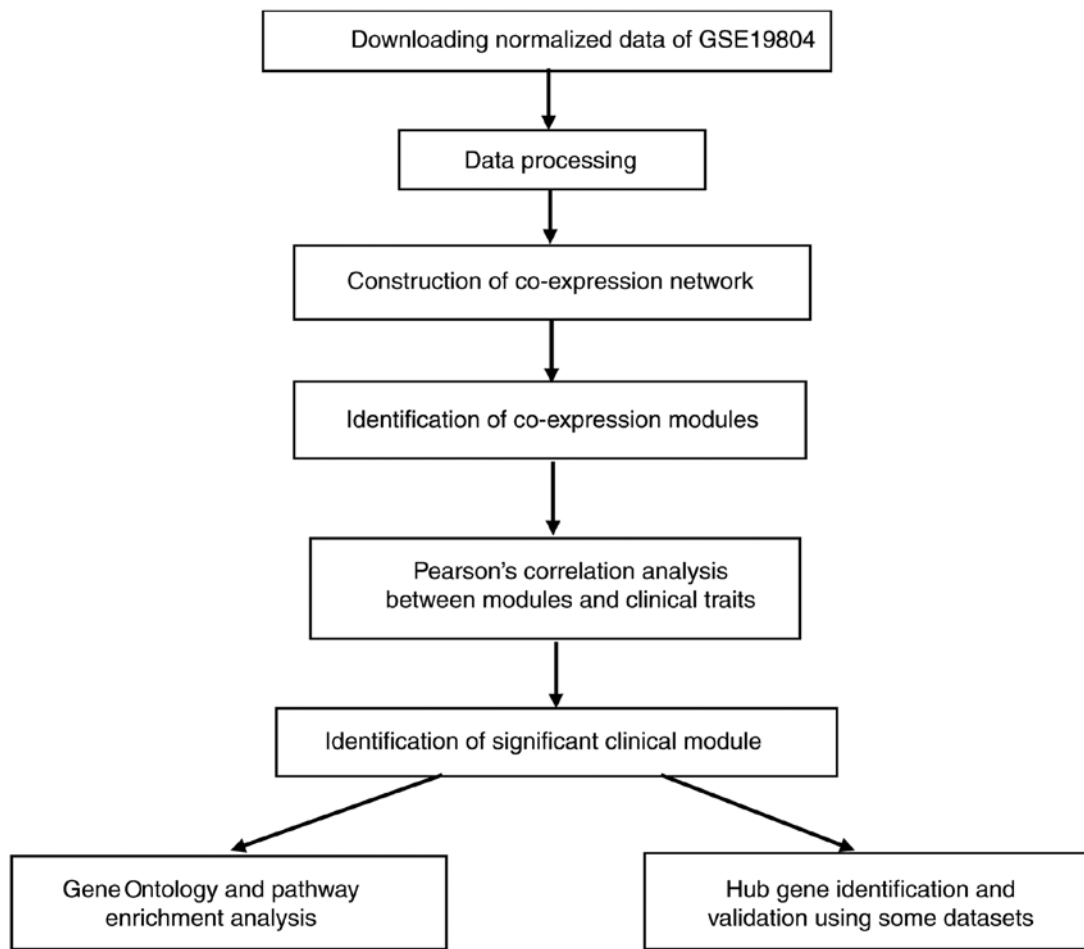 Downloading normalized data of GSE19804
Data processing
Construction of co-expression network
Identification of co-expression modules
Pearson’s correlation analysis
between modules and clinical traits
Identification of significant clinical module
Gene Ontology and pathway
enrichment analysis
Hub gene identification and
validation using some datasets